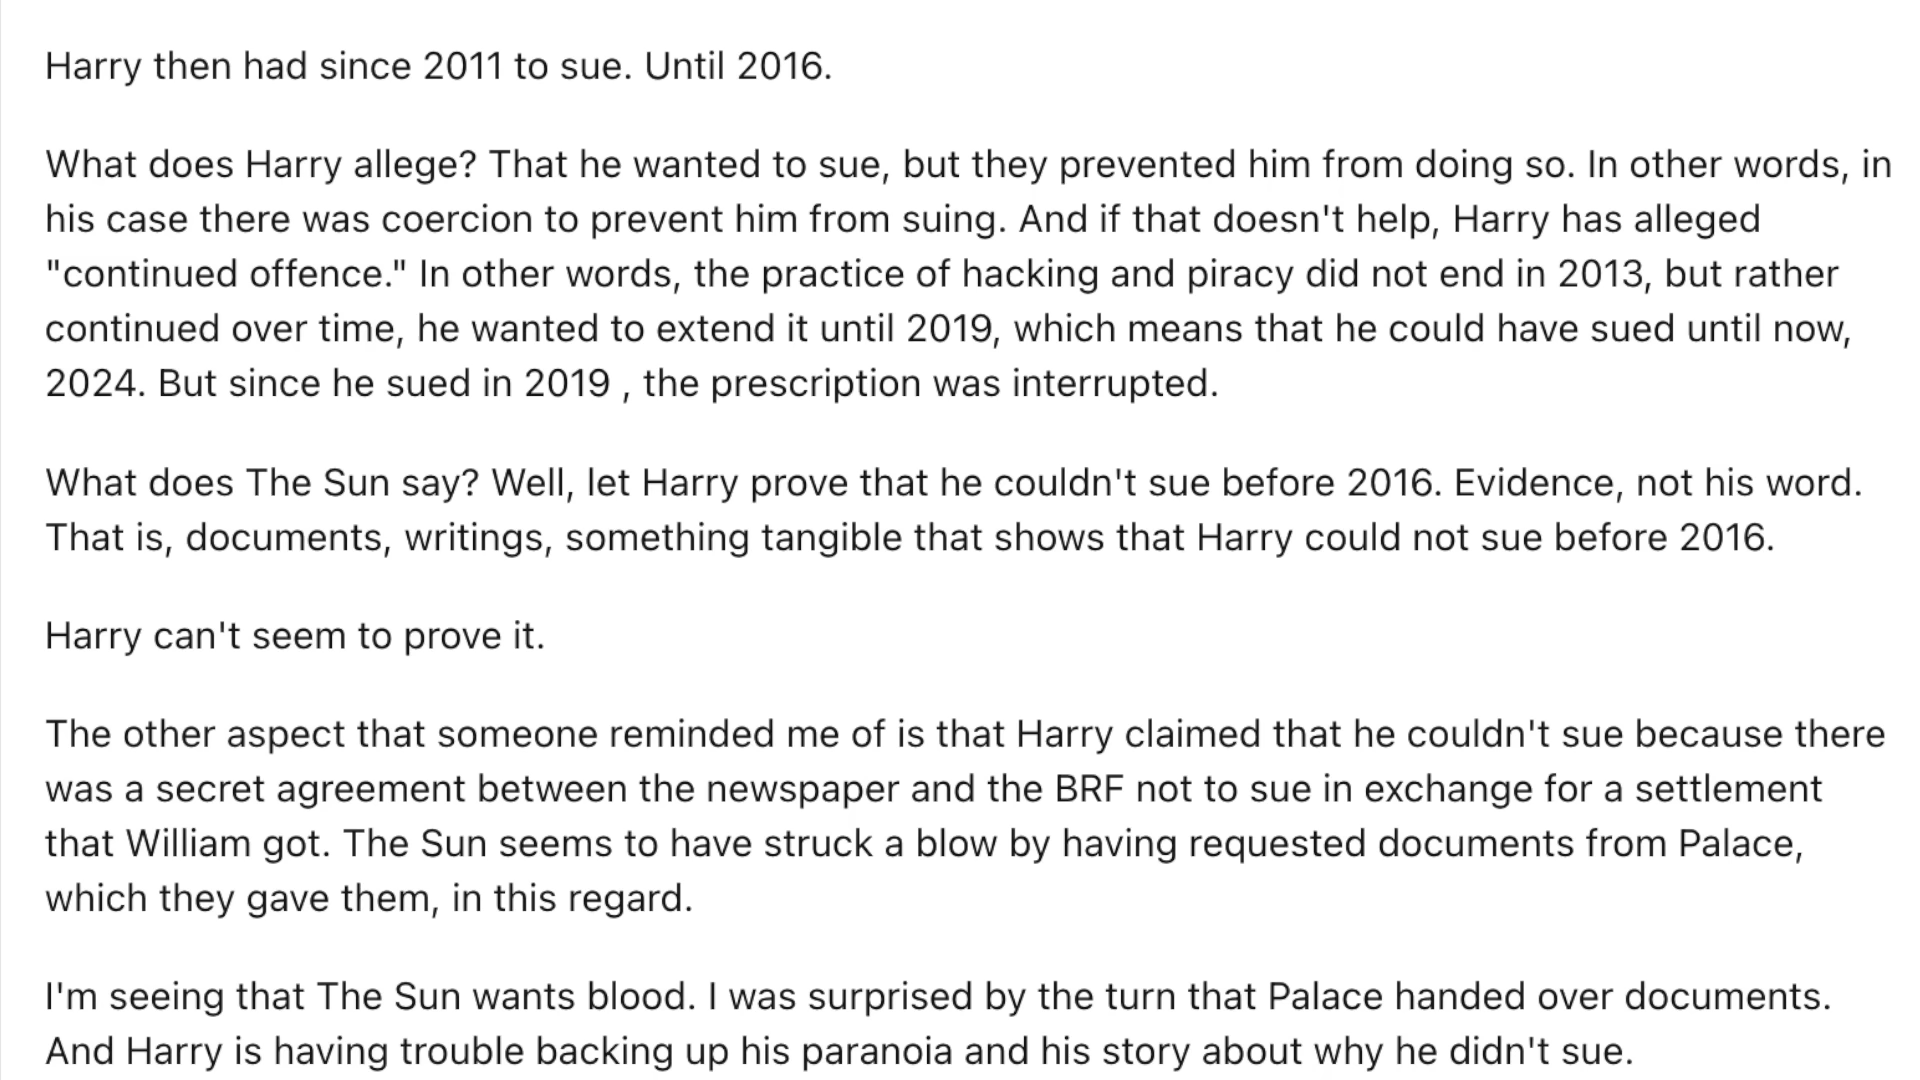 Harry then had since 2011 to sue. Until 2016.
What does Harry allege? That he wanted to sue, but they prevented him from doing so. In other words, in
his case there was coercion to prevent him from suing. And if that doesn't help, Harry has alleged
"continued offence." In other words, the practice of hacking and piracy did not end in 2013, but rather
continued over time, he wanted to extend it until 2019, which means that he could have sued until now,
2024. But since he sued in 2019 , the prescription was interrupted.
What does The Sun say? Well, let Harry prove that he couldn't sue before 2016. Evidence, not his word.
That is, documents, writings, something tangible that shows that Harry could not sue before 2016.
Harry can't seem to prove it.
The other aspect that someone reminded me of is that Harry claimed that he couldn't sue because there
was a secret agreement between the newspaper and the BRF not to sue in exchange for a settlement
that William got. The Sun seems to have struck a blow by having requested documents from Palace,
which they gave them, in this regard.
I'm seeing that The Sun wants blood. I was surprised by the turn that Palace handed over documents.
And Harry is having trouble backing up his paranoia and his story about why he didn't sue.